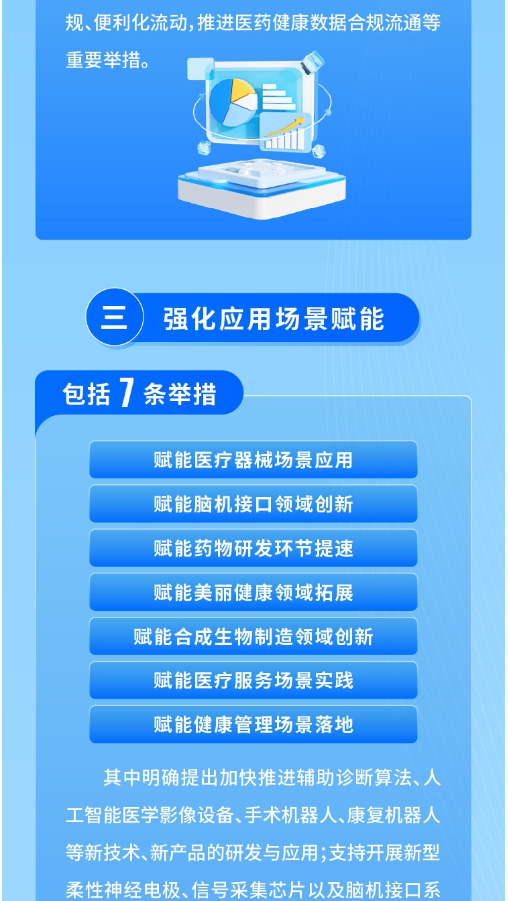 规、便利化流动,推进医药健康数据合规流通等
重要举措。
三 强化应用场景赋能
包括7条举措
赋能医疗器械场景应用
赋能脑机接口领域创新
赋能药物研发环节提速
赋能美丽健康领域拓展
赋能合成生物制造领域创新
赋能医疗服务场景实践
赋能健康管理场景落地
其中明确提出加快推进辅助诊断算法、人
工智能医学影像设备、手术机器人、康复机器人
等新技术、新产品的研发与应用;支持开展新型
柔性神经电极、信号采集芯片以及脑机接口系